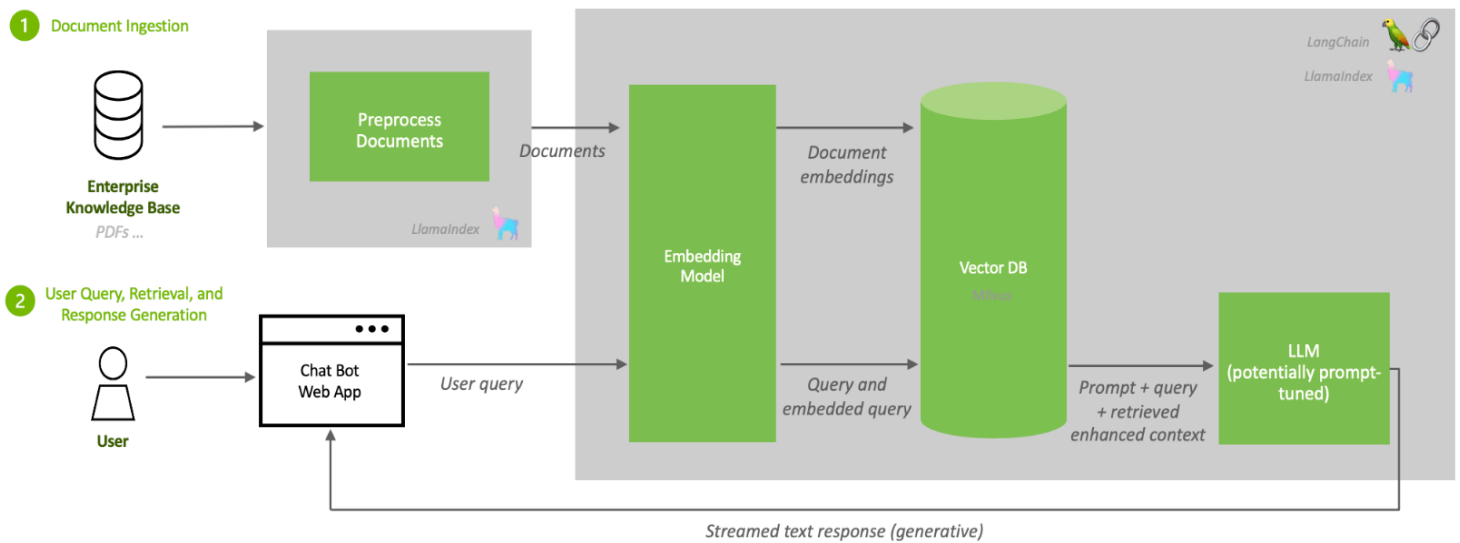 1
Document Ingestion
LangChain
LlamaIndex
Preprocess
Documents
Documents
Document
embeddings
Enterprise
Knowledge Base
PDFs ...
LlamaIndex
Embedding
Model
Vector DB
Milvus
2
User Query, Retrieval, and
Response Generation
Chat Bot
Web App
User query
Query and
embedded query
Prompt + query
+ retrieved
enhanced context
LLM
(potentially prompt-
tuned)
User
Streamed text response (generative)